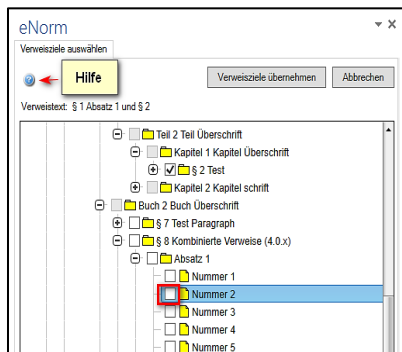 eNorm
Verweisziele auswählen
Hilfe
Verweisziele übernehmen
Abbrechen
Verweistext: § 1 Absatz 1 und § 2
Teil 2 Teil Überschrift
Kapitel 1 Kapitel Überschrift
§ 2 Test
Kapitel 2 Kapitel schrift
Buch 2 Buch Überschrift
§ 7 Test Paragraph
§ 8 Kombinierte Verweise (4.0.x)
Absatz 1
Nummer 1
Nummer 2
Nummer 3
Nummer 4
Nummer 5